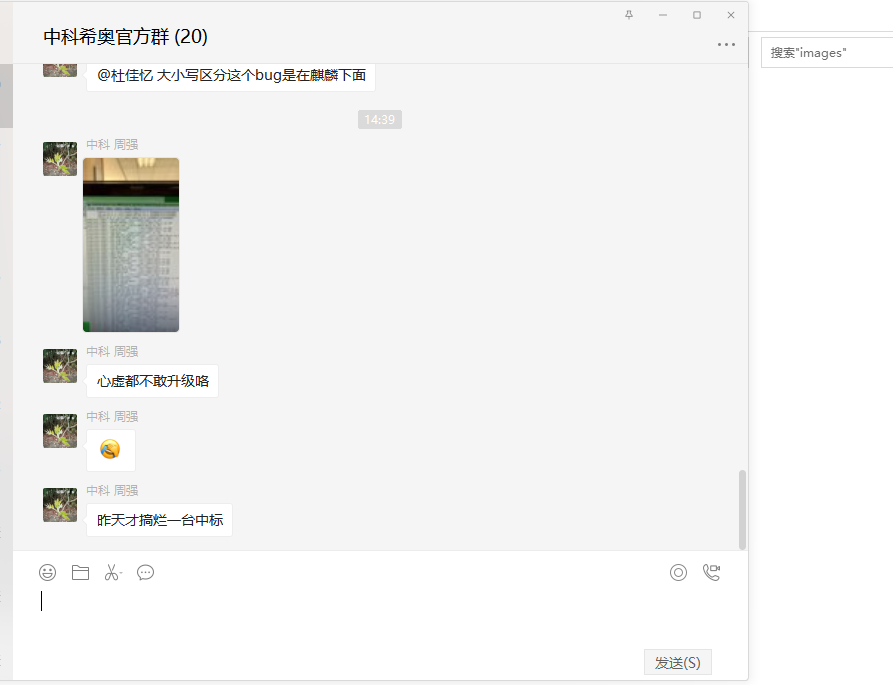 中科希奥官方群 (20)
搜索"images"
@杜佳忆 大小写区分这个bug是在麒麟下面
14:39
中科 周强
中科 周强
心虚都不敢升级咯
中科 周强
中科 周强
昨天才搞烂一台中标
发送(S)